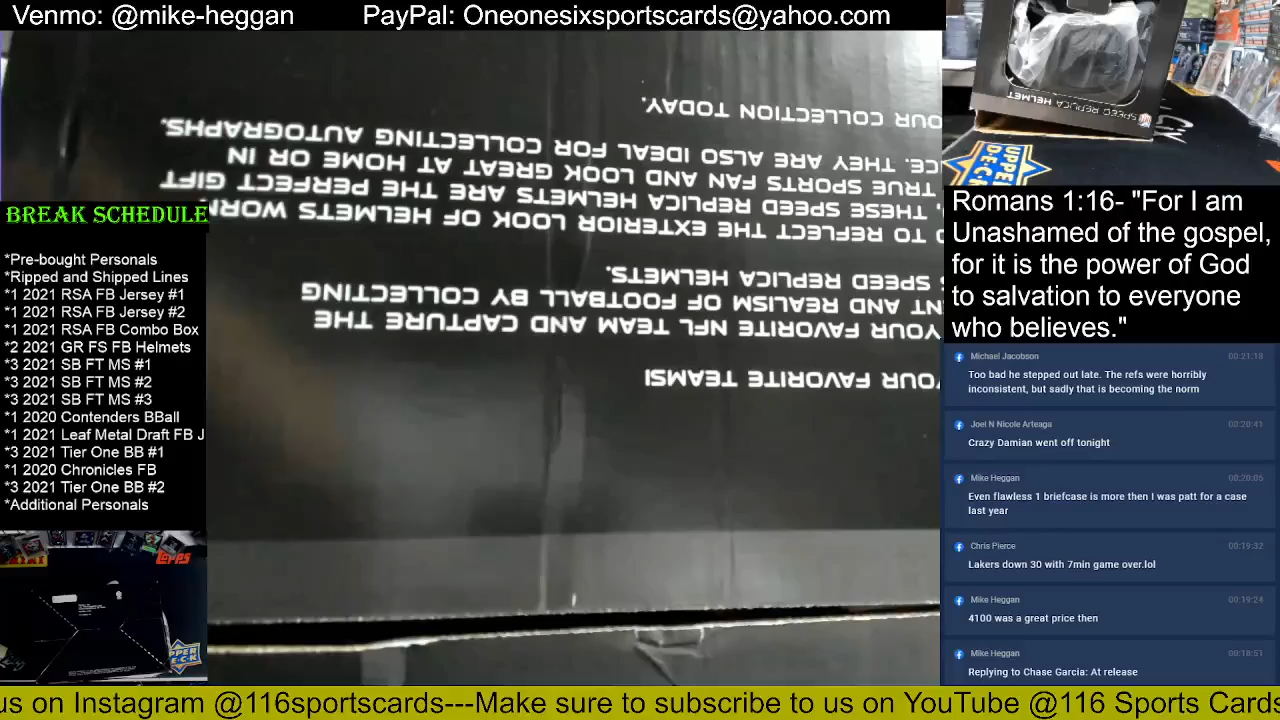 Venmo: @mike-heggan PayPal: Oneonesixsportscards@yahoo.com
OUR COLLECTION TODAY.
CE. THEY ARE ALSO IDEAL FOR COLLECTING AUTOGRAPHS.
TRUE SPORTS FAN AND LOOK GREAT AT HOME OR IN
THESE SPEED REPLICA HELMETS ARE THE PERFECT GIFT
TO REFLECT THE EXTERIOR LOOK OF HELMETS WORN
SPEED REPLICA HELMETS.
NT AND REALISM OF FOOTBALL BY COLLECTING
YOUR FAVORITE NFL TEAM AND CAPTURE THE
YOUR FAVORITE TEAMS!
SPEED REPLICA HELMET
UPPER
DECK
BREAK SCHEDULE
*Pre-bought Personals
*Ripped and Shipped Lines
*1 2021 RSA FB Jersey #1
*1 2021 RSA FB Jersey #2
*1 2021 RSA FB Combo Box
*2 2021 GR FS FB Helmets
*3 2021 SB FT MS #1
*3 2021 SB FT MS #2
*3 2021 SB FT MS #3
*1 2020 Contenders BBall
*1 2021 Leaf Metal Draft FB J
*3 2021 Tier One BB #1
*1 2020 Chronicles FB
*3 2021 Tier One BB #2
*Additional Personals
Topps
UPPER
DECK
Romans 1:16- "For I am
Unashamed of the gospel,
for it is the power of God
to salvation to everyone
who believes."
Michael Jacobson 00:21:18
Too bad he stepped out late. The refs were horribly
inconsistent, but sadly that is becoming the norm
Joel N Nicole Arteaga 00:20:41
Crazy Damian went off tonight
Mike Heggan 00:20:05
Even flawless 1 briefcase is more then I was patt for a case
last year
Chris Pierce 00:19:32
Lakers down 30 with 7min game over.lol
Mike Heggan 00:19:24
4100 was a great price then
Mike Heggan 00:18:51
Replying to Chase Garcia: At release
us on Instagram @116sportscards---Make sure to subscribe to us on YouTube @116 Sports Cards